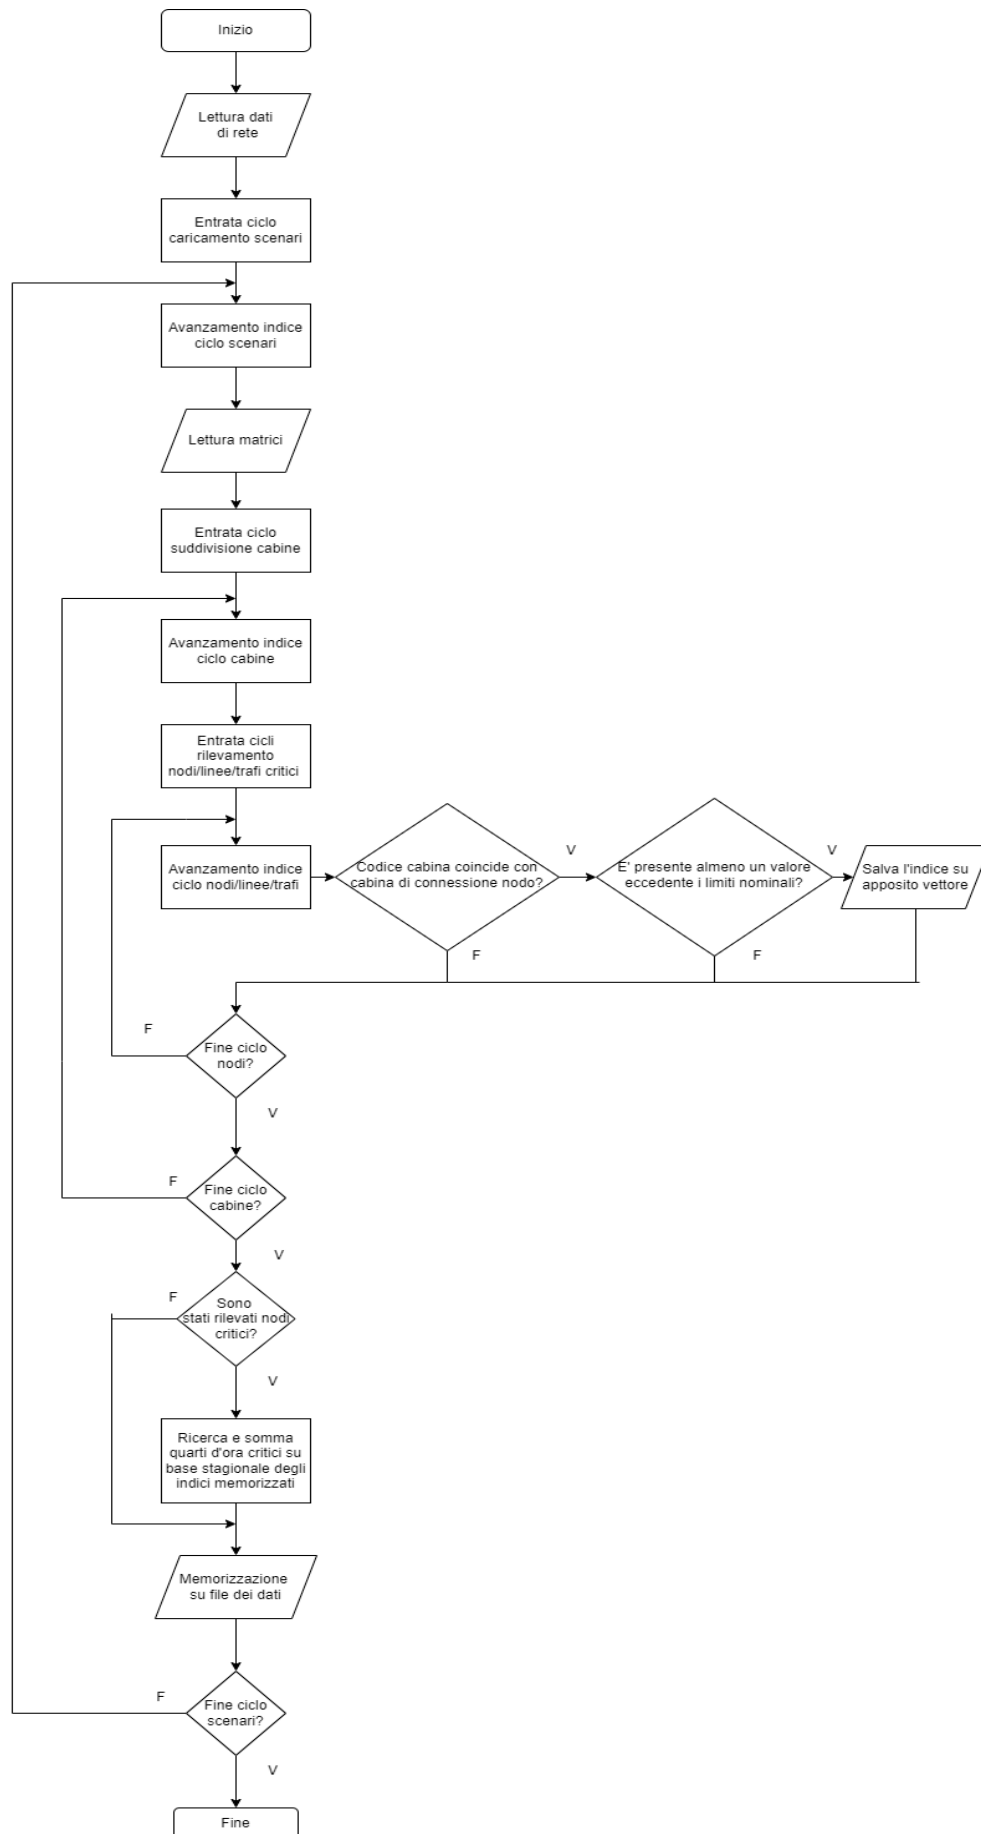 Inizio
Lettura dati
di rete
Entrata ciclo
caricamento scenari
Avanzamento indice
ciclo scenari
Lettura matrici
Entrata ciclo
suddivisione cabine
Avanzamento indice
ciclo cabine
Entrata cicli
rilevamento
nodi/linee/trafi critici
Avanzamento indice
ciclo nodi/linee/trafi
Codice cabina coincide con
cabina di connessione nodo?
V
F
E' presente almeno un valore
eccedente i limiti nominali?
V
F
Salva l'indice su
apposito vettore
Fine ciclo
nodi?
F
V
Fine ciclo
cabine?
F
V
Sono
stati rilevati nodi
critici?
F
V
Ricerca e somma
quarti d'ora critici su
base stagionale degli
indici memorizzati
Memorizzazione
su file dei dati
Fine ciclo
scenari?
F
V
Fine